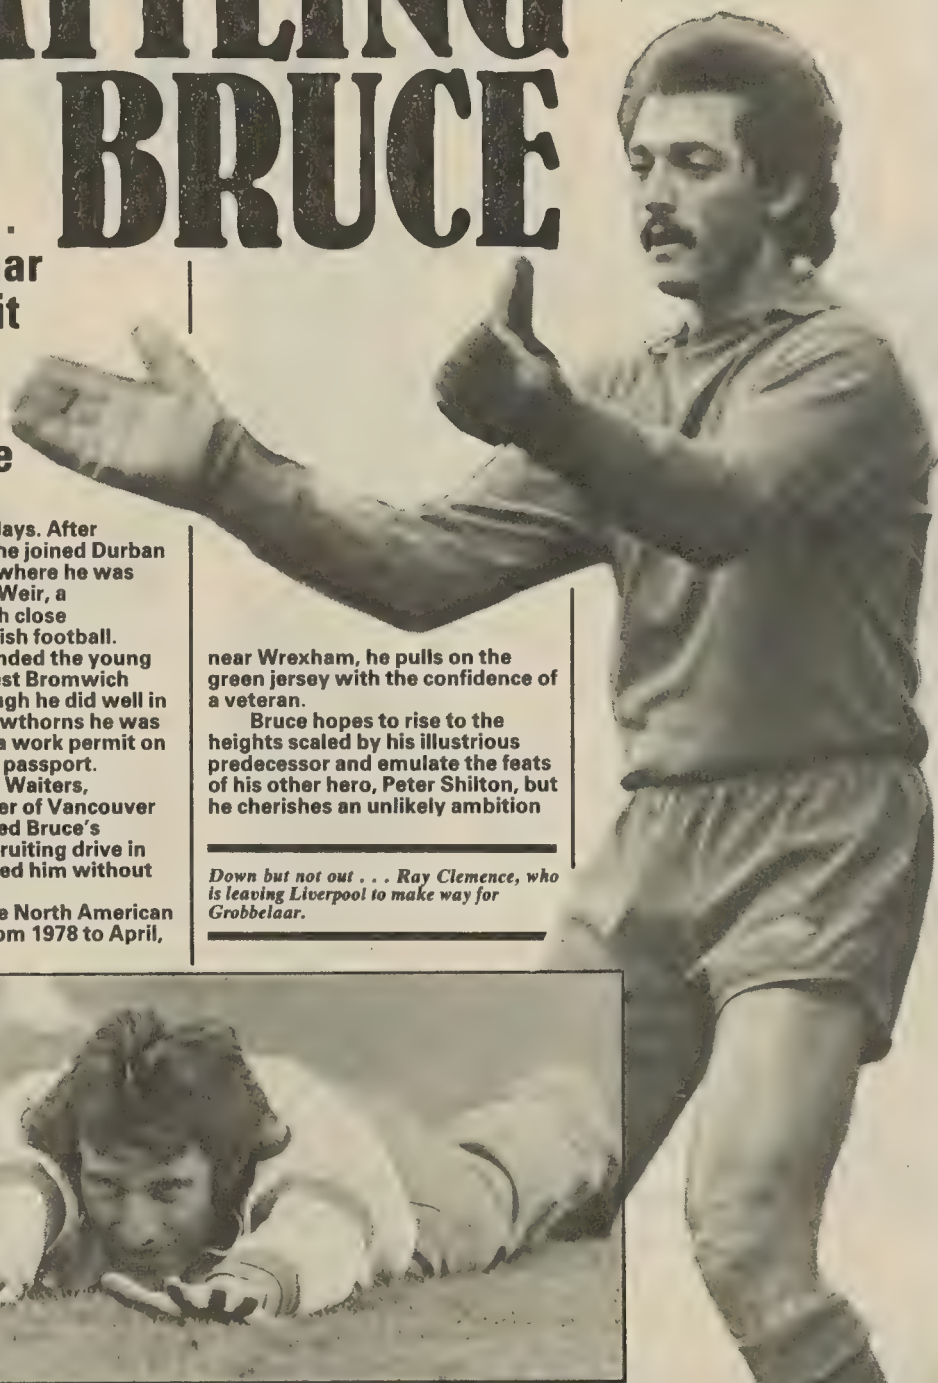 BRUCE
.
ar
it
e
days. After
he joined Durban
where he was
Weir, a
h close
ish football.
nded the young
est Bromwich
ugh he did well in
wthorns he was
a work permit on
passport.
Waiters,
er of Vancouver
ed Bruce's
ruiting drive in
ed him without
e North American
om 1978 to April,
near Wrexham, he pulls on the
green jersey with the confidence of
a veteran.
Bruce hopes to rise to the
heights scaled by his illustrious
predecessor and emulate the feats
of his other hero, Peter Shilton, but
he cherishes an unlikely ambition
Down but not out . . . Ray Clemence, who
is leaving Liverpool to make way for
Grobbelaar.